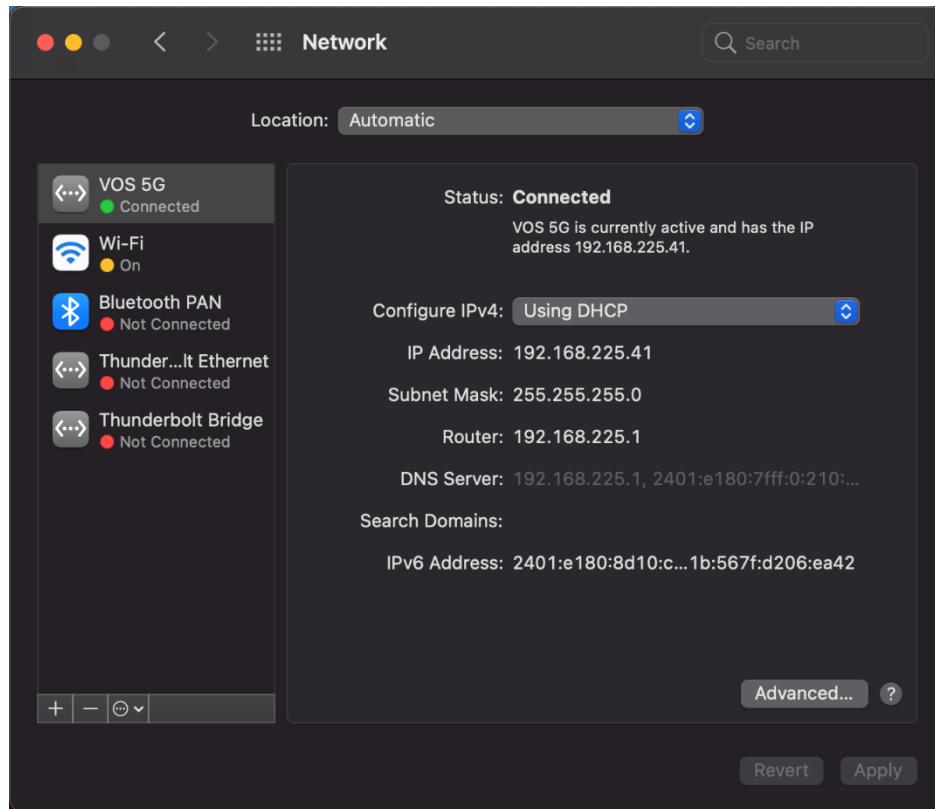 Network
Search
Location: Automatic
VOS 5G
Connected
Wi-Fi
On
Bluetooth PAN
Not Connected
Thunder...lt Ethernet
Not Connected
Thunderbolt Bridge
Not Connected
Status: Connected
VOS 5G is currently active and has the IP
address 192.168.225.41.
Configure IPv4: Using DHCP
IP Address: 192.168.225.41
Subnet Mask: 255.255.255.0
Router: 192.168.225.1
DNS Server: 192.168.225.1, 2401:e180:7fff:0:210:...
Search Domains:
IPv6 Address: 2401:e180:8d10:c...1b:567f:d206:ea42
Advanced... ?
Revert Apply